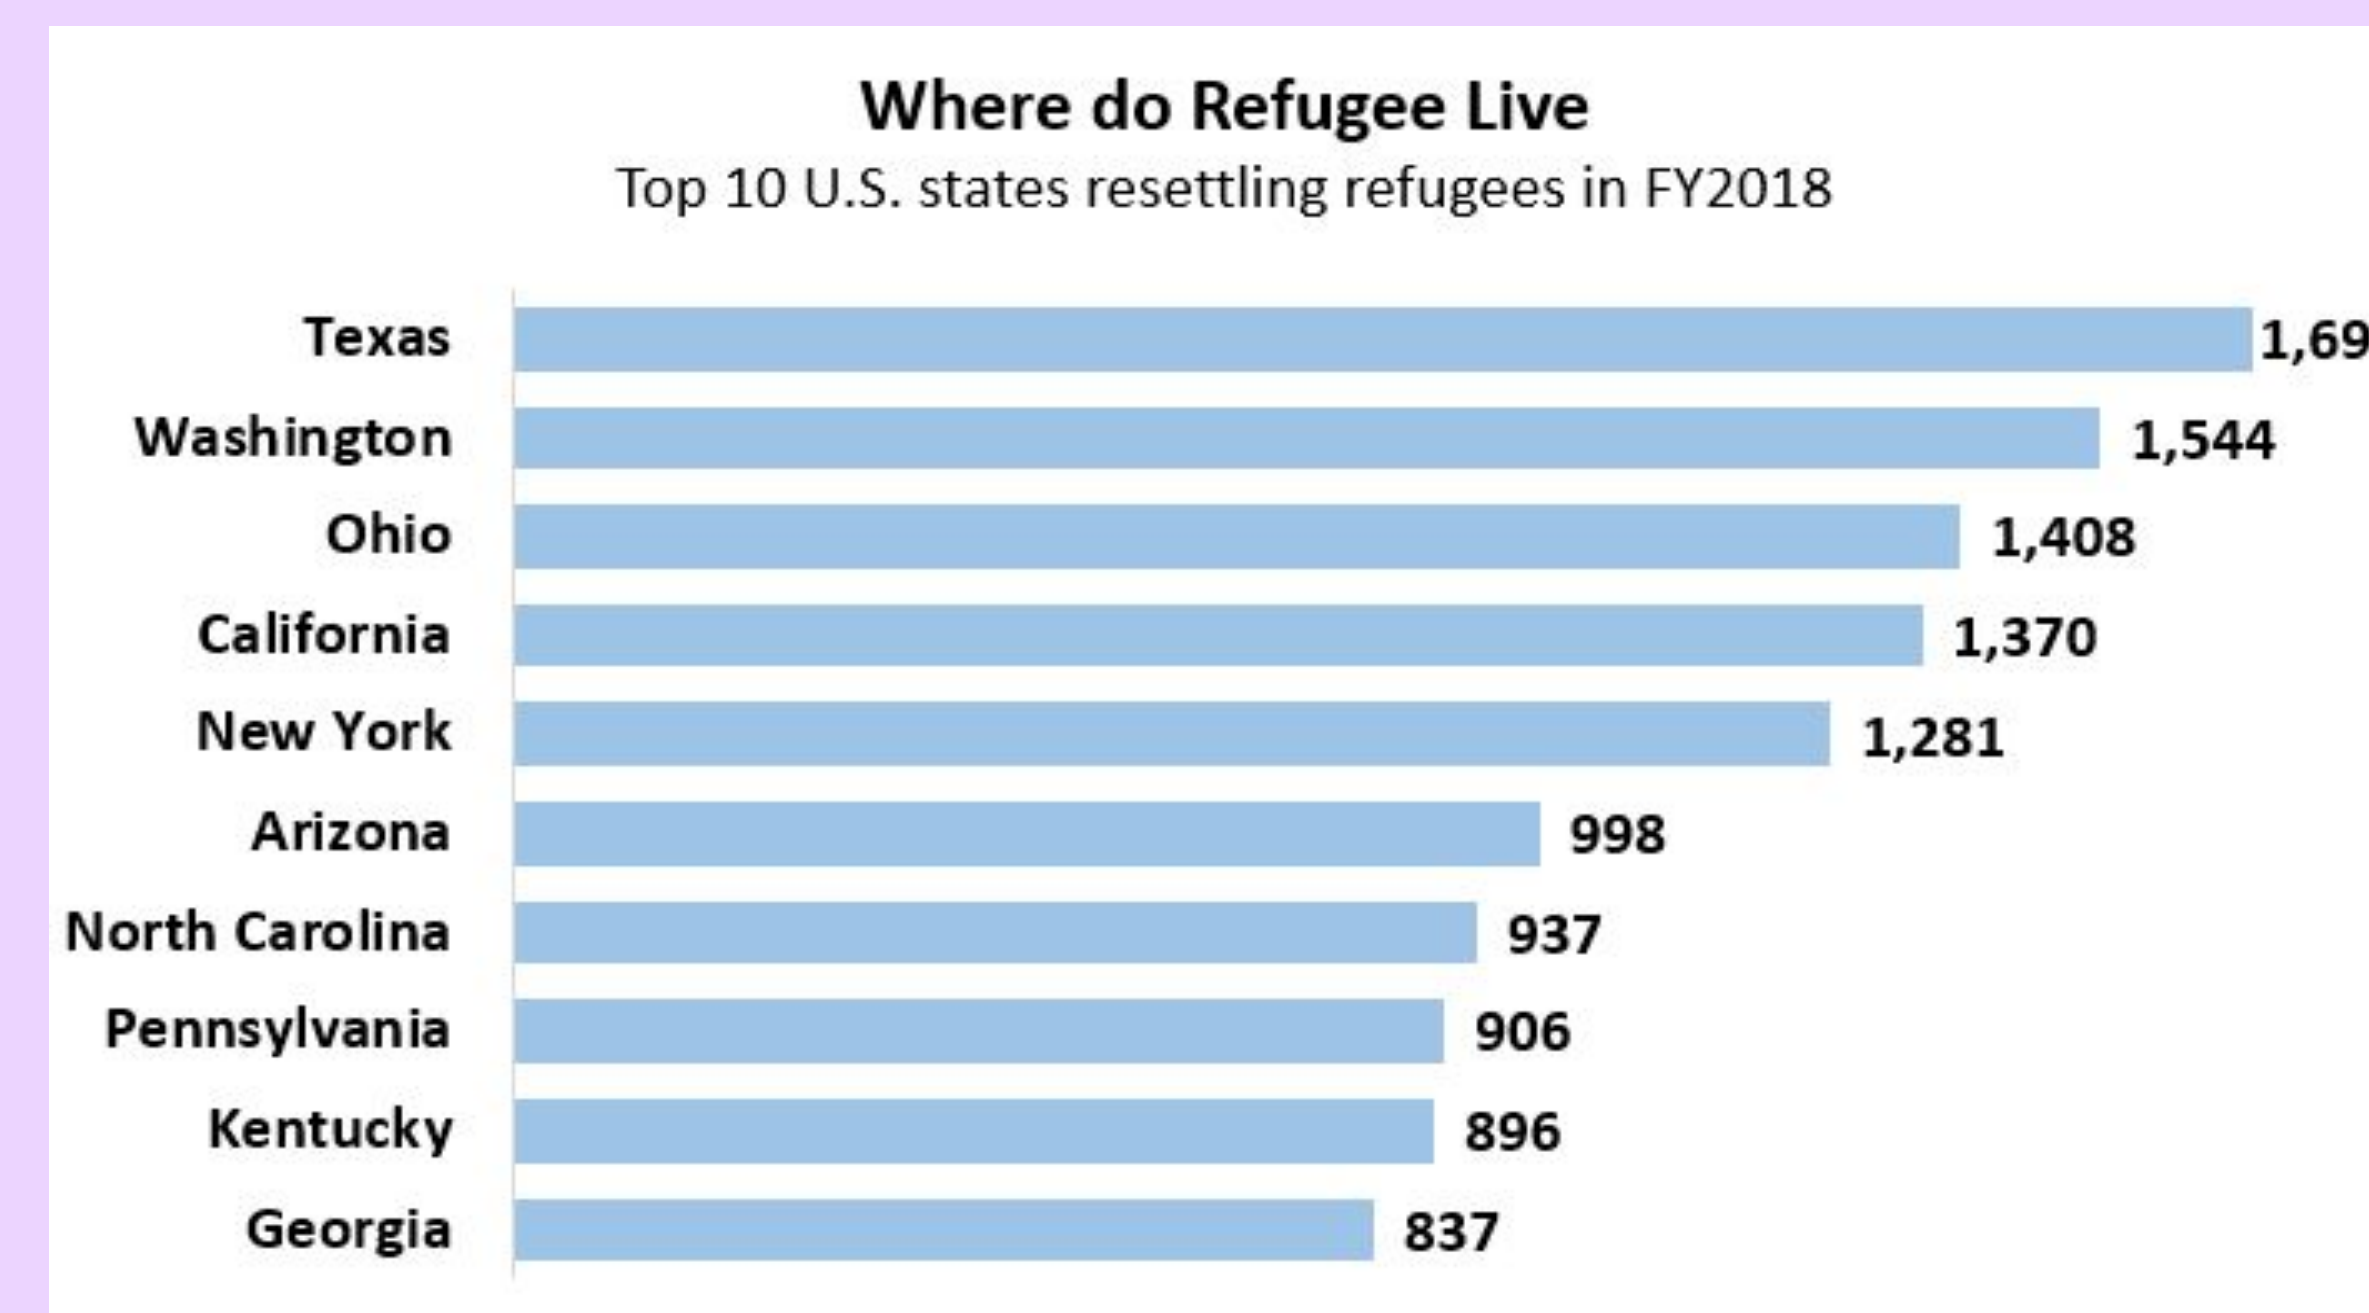 Where do Refugee Live
Top 10 U.S. states resettling refugees in FY2018
Texas 1,69
Washington 1,544
Ohio 1,408
California 1,370
New York 1,281
Arizona 998
North Carolina 937
Pennsylvania 906
Kentucky 896
Georgia 837